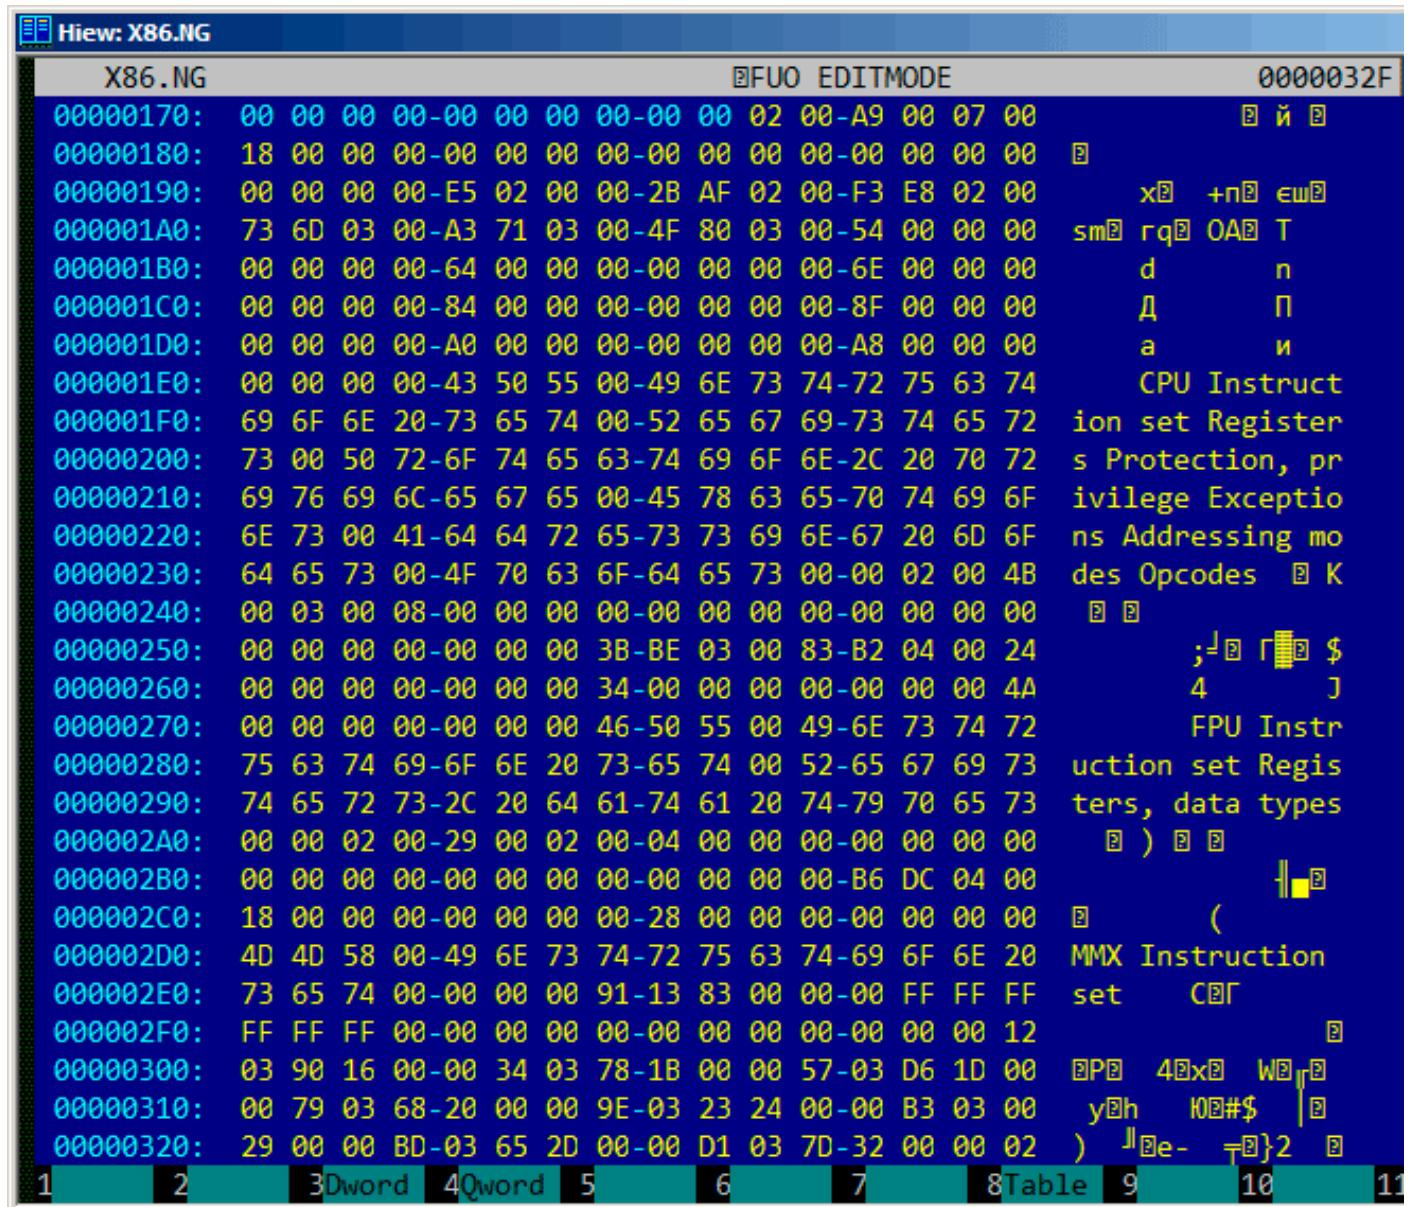 Hiew: X86.NG
X86.NG FUO EDITMODE 0000032F
00000170: 00 00 00 00-00 00 00 00-00 00 02 00-A9 00 07 00 й
00000180: 18 00 00 00-00 00 00 00-00 00 00 00-00 00 00 00
00000190: 00 00 00 00-E5 02 00 00-2B AF 02 00-F3 E8 02 00 х +п єш
000001A0: 73 6D 03 00-A3 71 03 00-4F 80 03 00-54 00 00 00 sm гq OА T
000001B0: 00 00 00 00-64 00 00 00-00 00 00 00-6E 00 00 00 d n
000001C0: 00 00 00 00-84 00 00 00-00 00 00 00-8F 00 00 00 Д П
000001D0: 00 00 00 00-A0 00 00 00-00 00 00 00-A8 00 00 00 а и
000001E0: 00 00 00 00-43 50 55 00-49 6E 73 74-72 75 63 74 CPU Instruct
000001F0: 69 6F 6E 20-73 65 74 00-52 65 67 69-73 74 65 72 ion set Register
00000200: 73 00 50 72-6F 74 65 63-74 69 6F 6E-2C 20 70 72 s Protection, pr
00000210: 69 76 69 6C-65 67 65 00-45 78 63 65-70 74 69 6F ivilege Exceptio
00000220: 6E 73 00 41-64 64 72 65-73 73 69 6E-67 20 6D 6F ns Addressing mo
00000230: 64 65 73 00-4F 70 63 6F-64 65 73 00-00 02 00 4B des Opcodes K
00000240: 00 03 00 08-00 00 00 00-00 00 00 00-00 00 00 00
00000250: 00 00 00 00-00 00 00 3B-BE 03 00 83-B2 04 00 24 ;╛ Г▓ $
00000260: 00 00 00 00-00 00 00 34-00 00 00 00-00 00 00 4A 4 J
00000270: 00 00 00 00-00 00 00 46-50 55 00 49-6E 73 74 72 FPU Instr
00000280: 75 63 74 69-6F 6E 20 73-65 74 00 52-65 67 69 73 uction set Regis
00000290: 74 65 72 73-2C 20 64 61-74 61 20 74-79 70 65 73 ters, data types
000002A0: 00 00 02 00-29 00 02 00-04 00 00 00-00 00 00 00 )
000002B0: 00 00 00 00-00 00 00 00-00 00 00 00-B6 DC 04 00 ╢▄
000002C0: 18 00 00 00-00 00 00 00-28 00 00 00-00 00 00 00 (
000002D0: 4D 4D 58 00-49 6E 73 74-72 75 63 74-69 6F 6E 20 MMX Instruction
000002E0: 73 65 74 00-00 00 00 91-13 83 00 00-00 FF FF FF set СГ
000002F0: FF FF FF 00-00 00 00 00-00 00 00 00-00 00 00 12
00000300: 03 90 16 00-00 34 03 78-1B 00 00 57-03 D6 1D 00 Р 4x W╓
00000310: 00 79 03 68-20 00 00 9E-03 23 24 00-00 B3 03 00 yh Ю#$ │
00000320: 29 00 00 BD-03 65 2D 00-00 D1 03 7D-32 00 00 02 ) ╜e- ╤}2
1 2 3Dword 4Qword 5 6 7 8Table 9 10 11